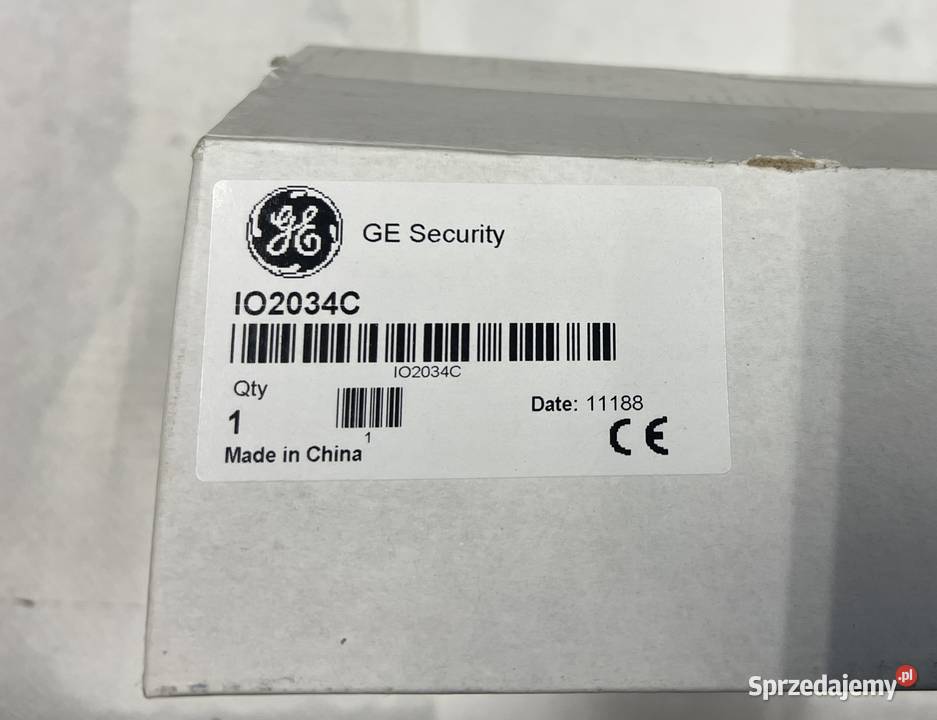 GE
GE Security
IO2034C
IO2034C
Qty
1
1
Date: 11188
CE
Made in China
Sprzedajemy.pl